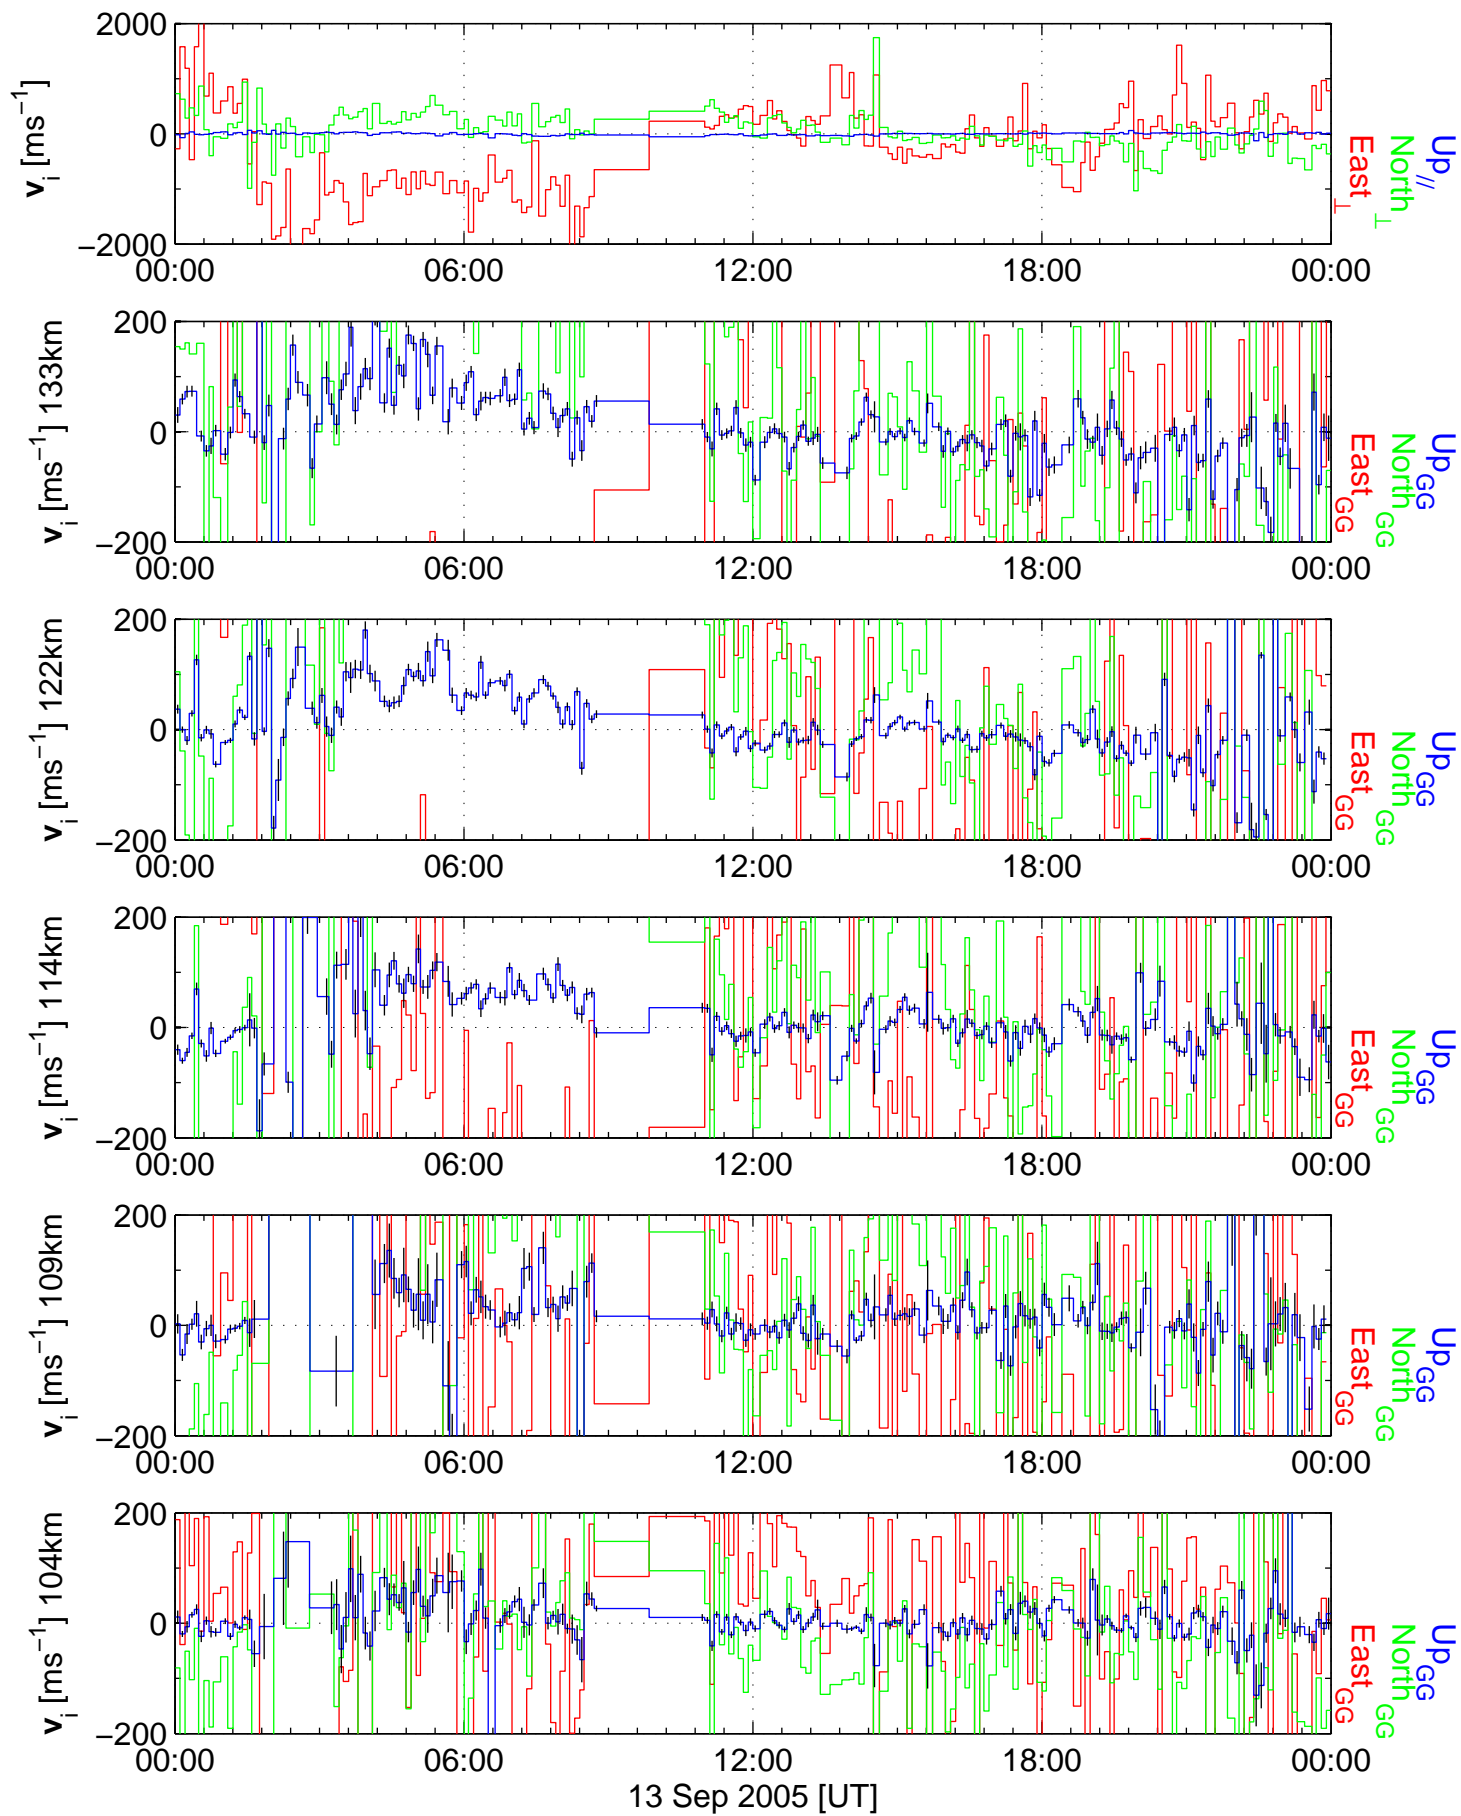 2000
0
−2000
v_i [ms^−1]
00:00 06:00 12:00 18:00 00:00
East_⊥
North_⊥
Up_//
200
0
−200
v_i [ms^−1] 133km
00:00 06:00 12:00 18:00 00:00
East_GG
North_GG
Up_GG
200
0
−200
v_i [ms^−1] 122km
00:00 06:00 12:00 18:00 00:00
East_GG
North_GG
Up_GG
200
0
−200
v_i [ms^−1] 114km
00:00 06:00 12:00 18:00 00:00
East_GG
North_GG
Up_GG
200
0
−200
v_i [ms^−1] 109km
00:00 06:00 12:00 18:00 00:00
East_GG
North_GG
Up_GG
200
0
−200
v_i [ms^−1] 104km
00:00 06:00 12:00 18:00 00:00
East_GG
North_GG
Up_GG
13 Sep 2005 [UT]